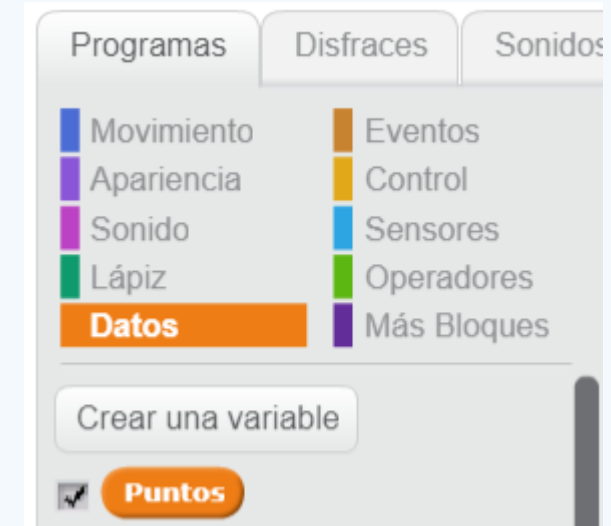 Programas Disfraces Sonidos
Movimiento Eventos
Apariencia Control
Sonido Sensores
Lápiz Operadores
Datos Más Bloques
Crear una variable
Puntos